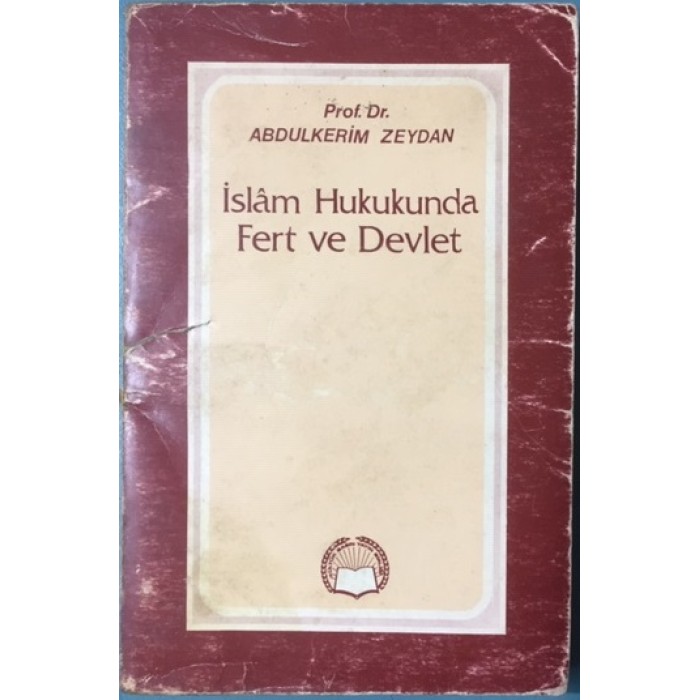 Prof. Dr.
ABDULKERİM ZEYDAN
İslâm Hukukunda
Fert ve Devlet